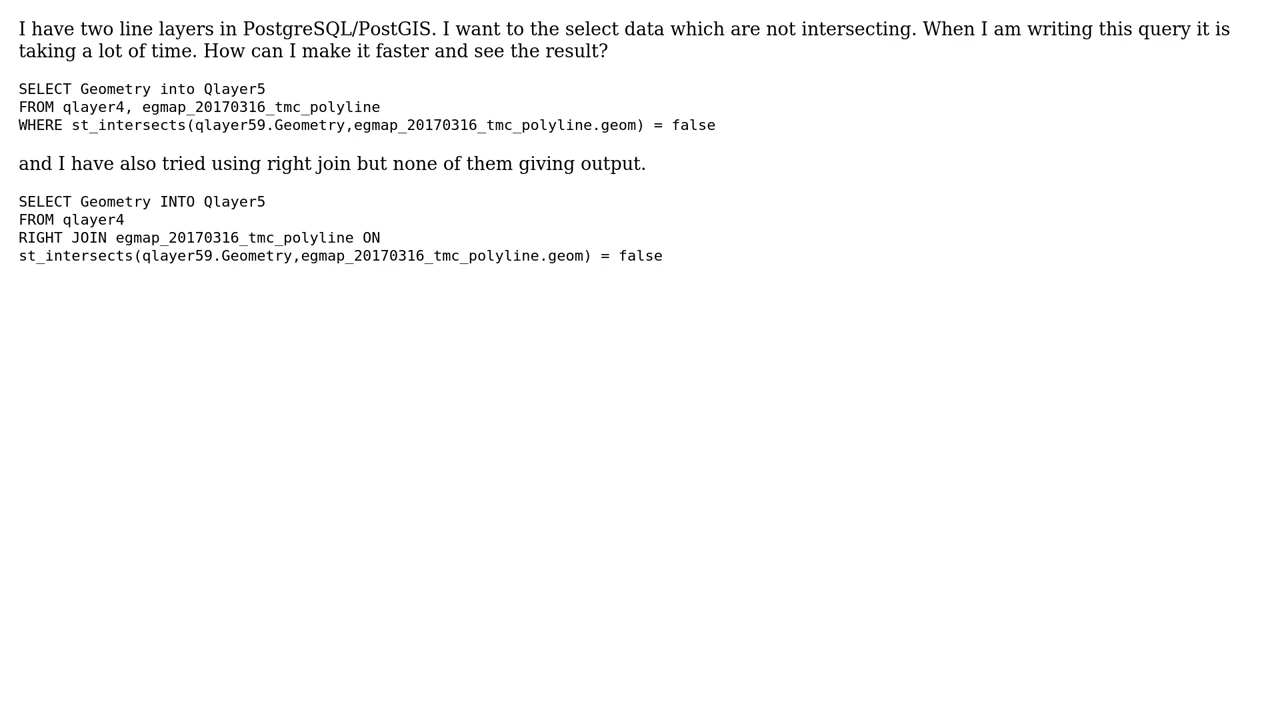 I have two line layers in PostgreSQL/PostGIS. I want to the select data which are not intersecting. When I am writing this query it is
taking a lot of time. How can I make it faster and see the result?
SELECT Geometry into Qlayer5
FROM qlayer4, egmap_20170316_tmc_polyline
WHERE st_intersects(qlayer59.Geometry,egmap_20170316_tmc_polyline.geom) = false
and I have also tried using right join but none of them giving output.
SELECT Geometry INTO Qlayer5
FROM qlayer4
RIGHT JOIN egmap_20170316_tmc_polyline ON
st_intersects(qlayer59.Geometry,egmap_20170316_tmc_polyline.geom) = false